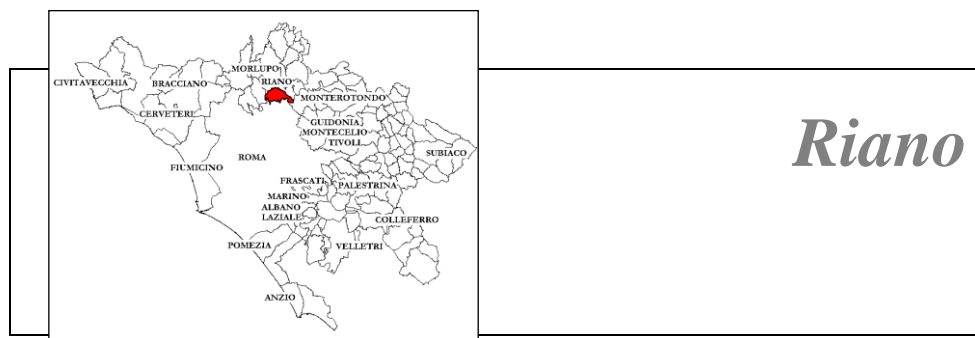 MORLUPO
CIVITAVECCHIA
BRACCIANO
RIANO
MONTEROTONDO
CERVETERI
GUIDONIA
MONTECELIO
TIVOLI
Riano
SUBIACO
ROMA
FIUMICINO
FRASCATI
PALESTRINA
MARINO
ALBANO
LAZIALE
COLLEFERRO
POMEZIA
VELLETRI
ANZIO